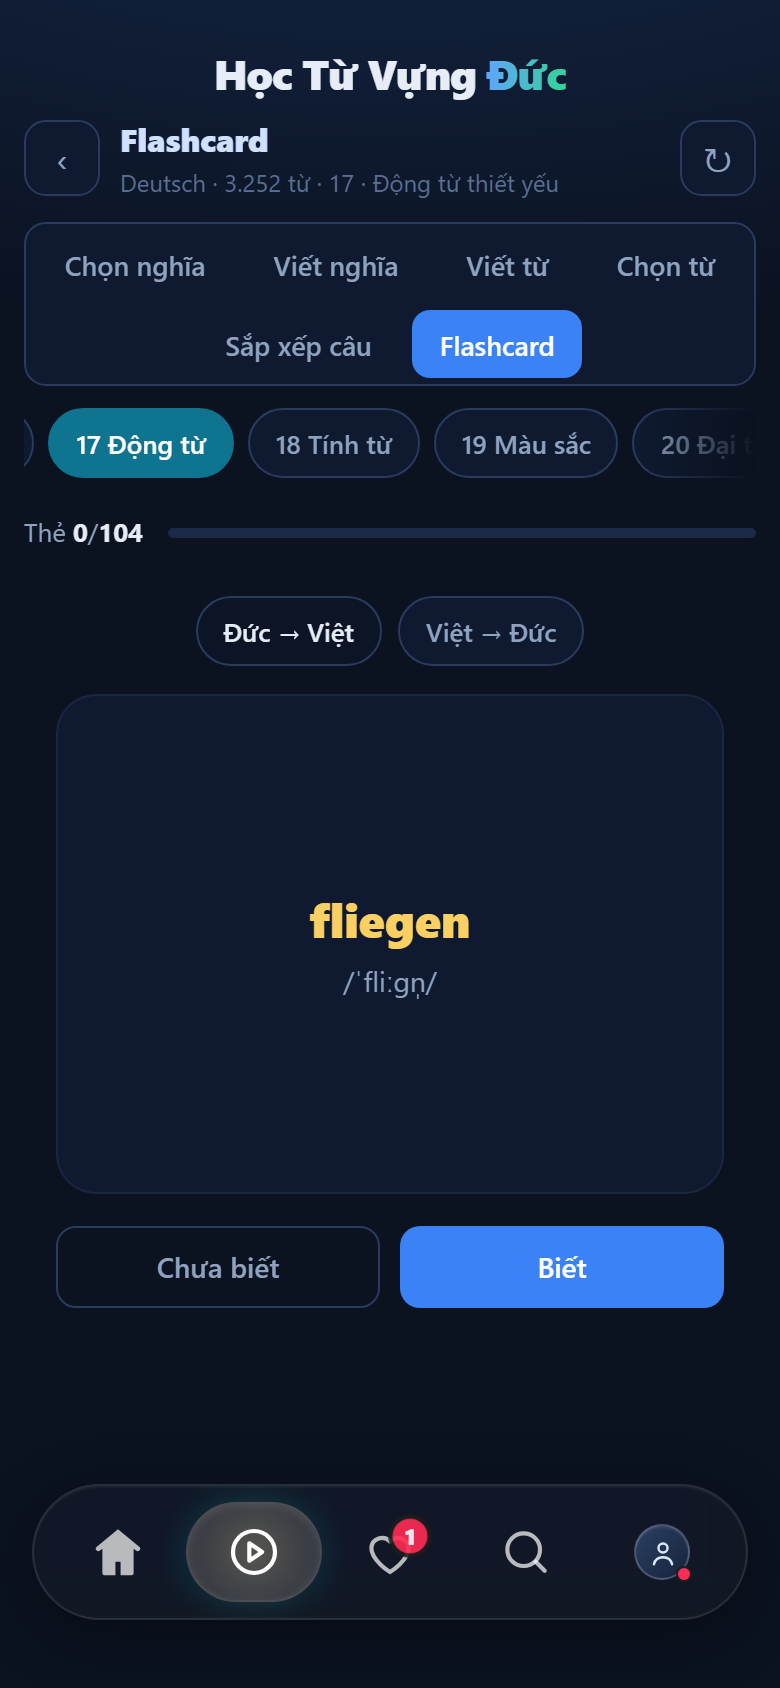 Học Từ Vựng Đức
Flashcard
Deutsch · 3.252 từ · 17 · Động từ thiết yếu
Chọn nghĩa Viết nghĩa Viết từ Chọn từ
Sắp xếp câu Flashcard
17 Động từ 18 Tính từ 19 Màu sắc 20 Đại t
Thẻ 0/104
Đức → Việt Việt → Đức
fliegen
/ˈfliːgn̩/
Chưa biết Biết
1